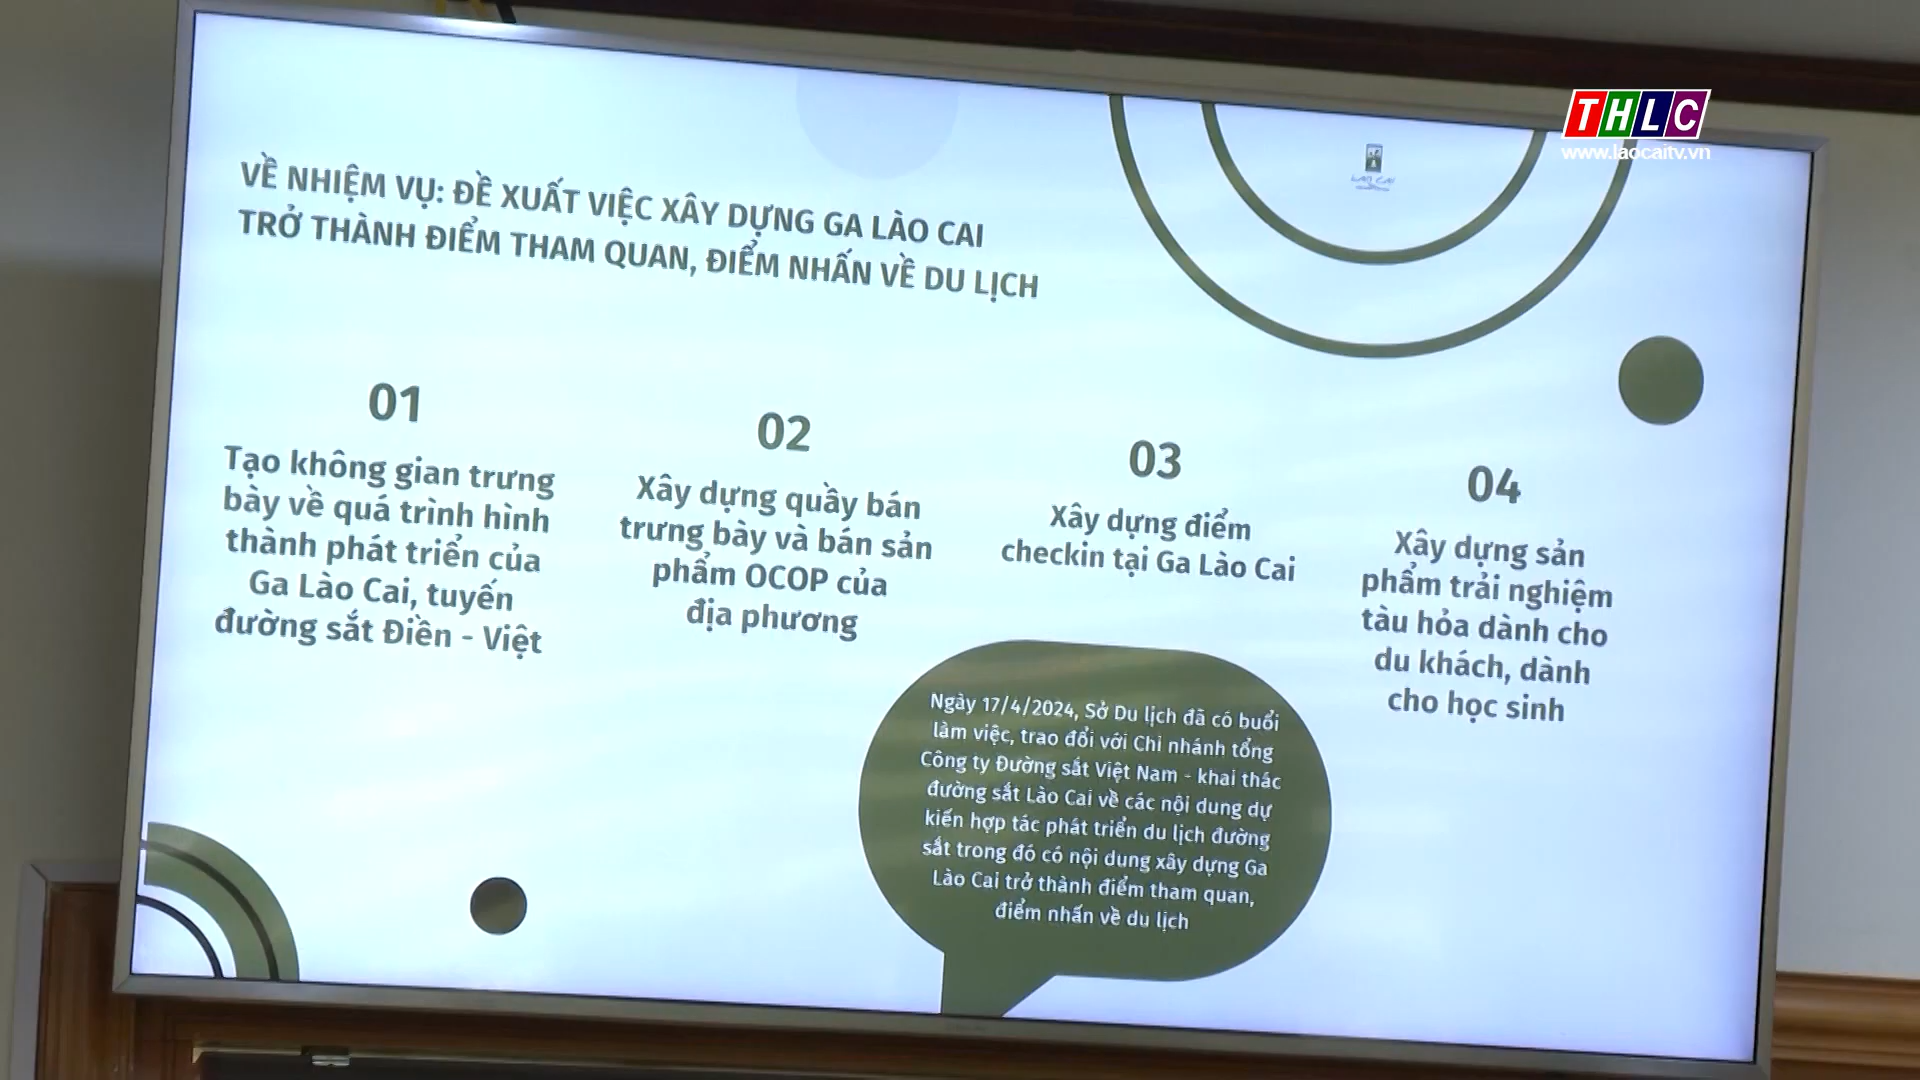 THLC
www.laocaitv.vn
LAO CAI
VỀ NHIỆM VỤ: ĐỀ XUẤT VIỆC XÂY DỰNG GA LÀO CAI
TRỞ THÀNH ĐIỂM THAM QUAN, ĐIỂM NHẤN VỀ DU LỊCH
01
Tạo không gian trưng
bày về quá trình hình
thành phát triển của
Ga Lào Cai, tuyến
đường sắt Điền - Việt
02
Xây dựng quầy bán
trưng bày và bán sản
phẩm OCOP của
địa phương
03
Xây dựng điểm
checkin tại Ga Lào Cai
04
Xây dựng sản
phẩm trải nghiệm
tàu hỏa dành cho
du khách, dành
cho học sinh
Ngày 17/4/2024, Sở Du lịch đã có buổi
làm việc, trao đổi với Chi nhánh tổng
Công ty Đường sắt Việt Nam - khai thác
đường sắt Lào Cai về các nội dung dự
kiến hợp tác phát triển du lịch đường
sắt trong đó có nội dung xây dựng Ga
Lào Cai trở thành điểm tham quan,
điểm nhấn về du lịch